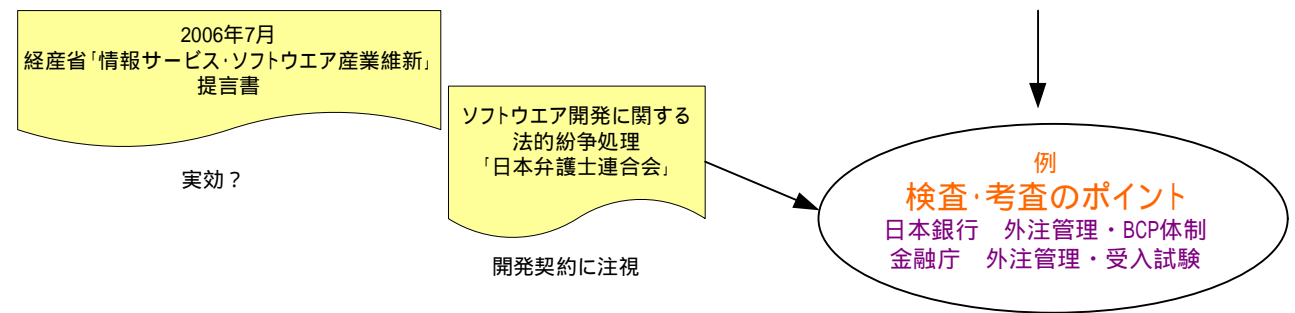 2006年7月
経産省「情報サービス・ソフトウエア産業維新」
提言書
実効？
ソフトウエア開発に関する
法的紛争処理
「日本弁護士連合会」
開発契約に注視
例
検査・考査のポイント
日本銀行　外注管理・BCP体制
金融庁　外注管理・受入試験